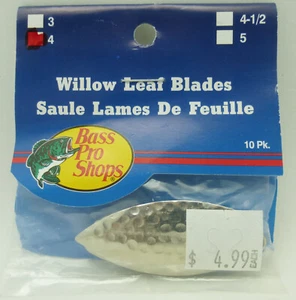 3
4
4-1/2
5
Willow Leaf Blades
Saule Lames De Feuille
10 Pk.
Bass
Pro
Shops
$ 4.99